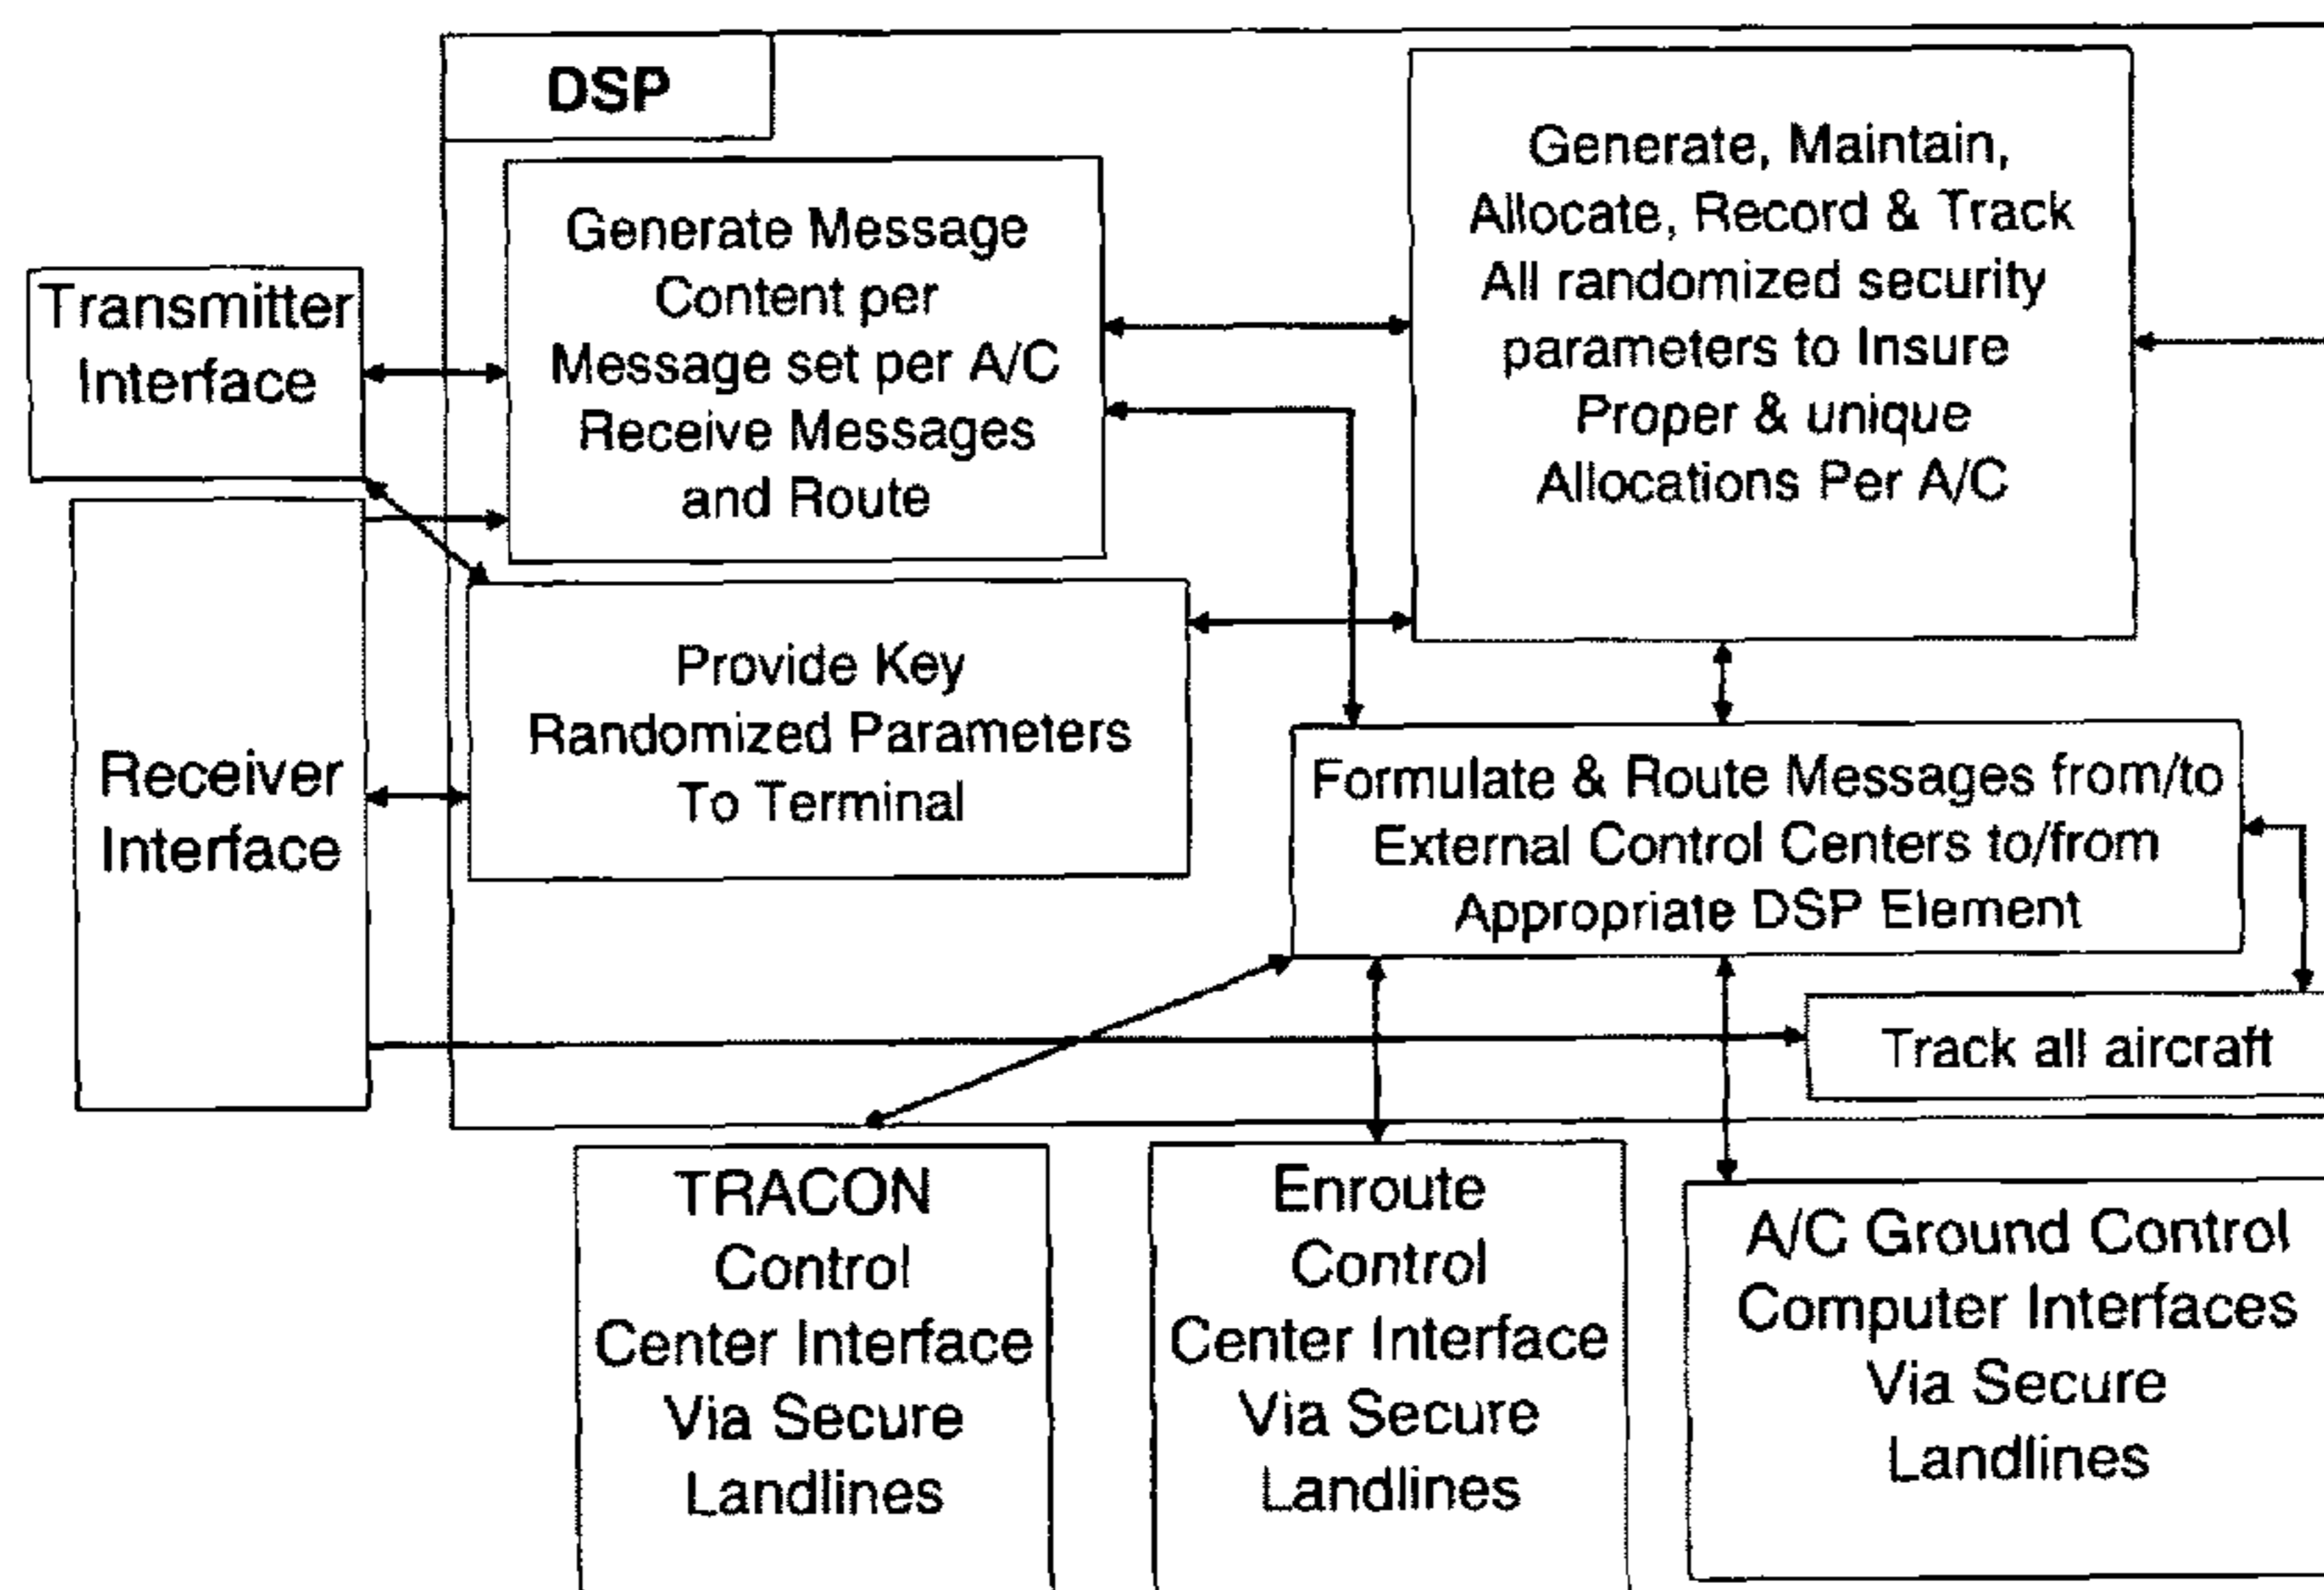 DSP
Generate Message
Content per
Message set per A/C
Receive Messages
and Route
Generate, Maintain,
Allocate, Record & Track
All randomized security
parameters to Insure
Proper & unique
Allocations Per A/C
Transmitter
Interface
Provide Key
Randomized Parameters
To Terminal
Receiver
Interface
Formulate & Route Messages from/to
External Control Centers to/from
Appropriate DSP Element
Track all aircraft
TRACON
Control
Center Interface
Via Secure
Landlines
Enroute
Control
Center Interface
Via Secure
Landlines
A/C Ground Control
Computer Interfaces
Via Secure
Landlines